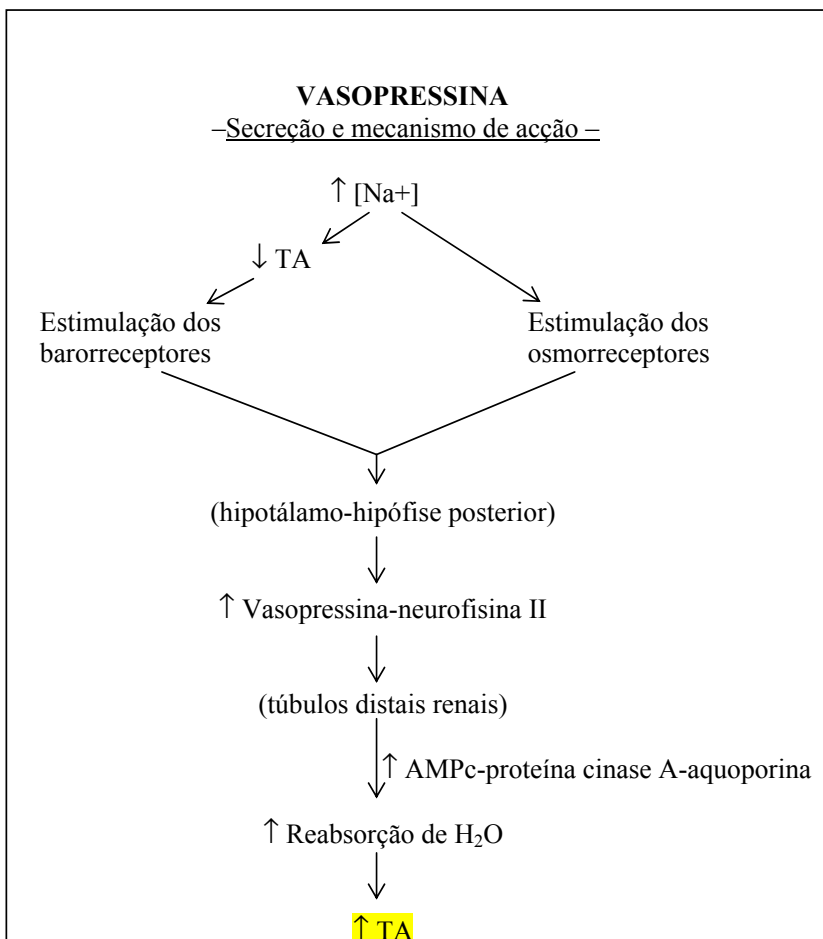 VASOPRESSINA
–Secreção e mecanismo de acção –
↑ [Na+]
↓ TA
Estimulação dos
barorreceptores
Estimulação dos
osmorreceptores
(hipotálamo-hipófise posterior)
↑ Vasopressina-neurofisina II
(túbulos distais renais)
↑ AMPc-proteína cinase A-aquoporina
↑ Reabsorção de H₂O
↑ TA